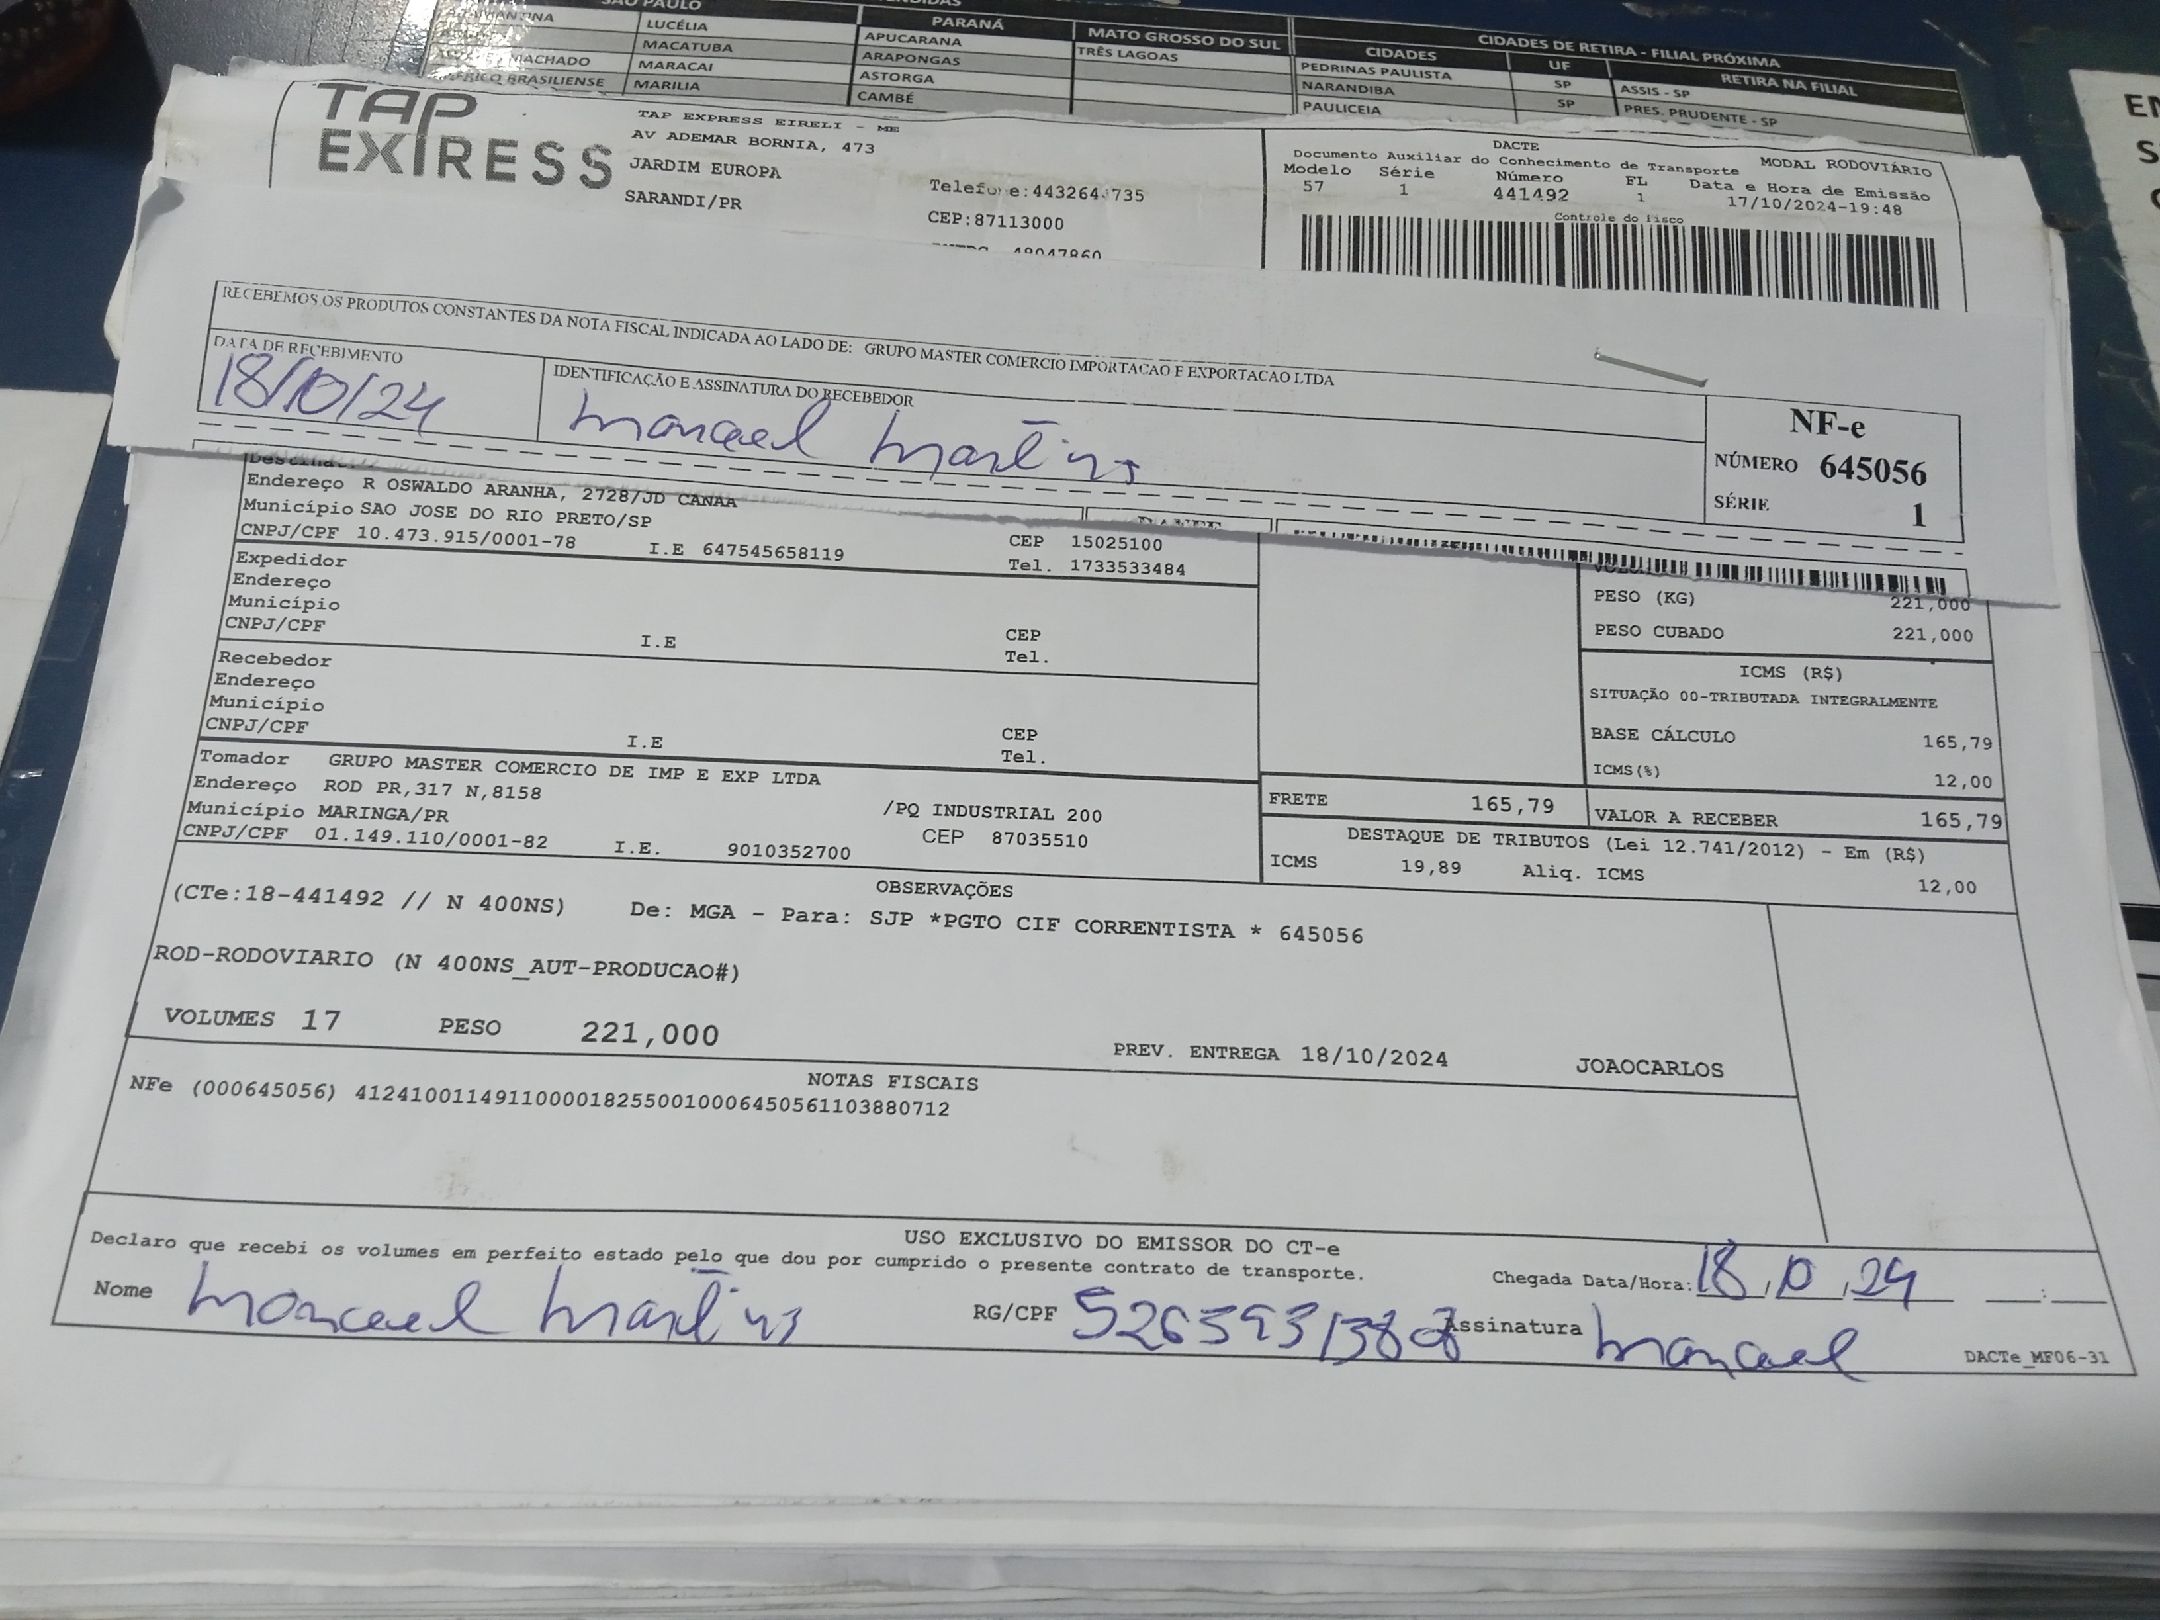 SÃO PAULO
LUCÉLIA
MACATUBA
MACHADO MARACAI
BRASILIENSE MARILIA
PARANÁ
APUCARANA
ARAPONGAS
ASTORGA
CAMBÉ
MATO GROSSO DO SUL
TRÊS LAGOAS
CIDADES DE RETIRA - FILIAL PRÓXIMA
CIDADES UF RETIRA NA FILIAL
PEDRINAS PAULISTA SP ASSIS - SP
NARANDIBA SP PRES. PRUDENTE - SP
PAULICEIA
TAP
EXIRESS
TAP EXPRESS EIRELI - ME
AV ADEMAR BORNIA, 473
JARDIM EUROPA
SARANDI/PR
CEP:87113000
DACTE
Documento Auxiliar do Conhecimento de Transporte MODAL RODOVIÁRIO
Modelo Série Número FL Data e Hora de Emissão
57 1 441492 1 17/10/2024-19:48
Controle do fisco
RECEBEMOS OS PRODUTOS CONSTANTES DA NOTA FISCAL INDICADA AO LADO DE: GRUPO MASTER COMERCIO IMPORTACAO E EXPORTACAO LTDA
DATA DE RECEBIMENTO IDENTIFICAÇÃO E ASSINATURA DO RECEBEDOR
18/10/24 Manoel Martins
NF-e
NÚMERO 645056
SÉRIE 1
Endereço R OSWALDO ARANHA, 2728/JD CANAA
Município SAO JOSE DO RIO PRETO/SP CEP 15025100
CNPJ/CPF 10.473.915/0001-78 I.E 647545658119 Tel. 1733533484
Expedidor
Endereço
Município CEP
CNPJ/CPF I.E Tel.
Recebedor
Endereço
Município CEP
CNPJ/CPF I.E Tel.
Tomador GRUPO MASTER COMERCIO DE IMP E EXP LTDA
Endereço ROD PR,317 N,8158 /PQ INDUSTRIAL 200
Município MARINGA/PR CEP 87035510
CNPJ/CPF 01.149.110/0001-82 I.E. 9010352700
PESO (KG) 221,000
PESO CUBADO 221,000
ICMS (R$)
SITUAÇÃO 00-TRIBUTADA INTEGRALMENTE
BASE CÁLCULO 165,79
ICMS(%) 12,00
FRETE 165,79 VALOR A RECEBER 165,79
DESTAQUE DE TRIBUTOS (Lei 12.741/2012) - Em (R$)
ICMS 19,89 Aliq. ICMS 12,00
OBSERVAÇÕES
(CTe:18-441492 // N 400NS) De: MGA - Para: SJP *PGTO CIF CORRENTISTA * 645056
ROD-RODOVIARIO (N 400NS_AUT-PRODUCAO#)
VOLUMES 17 PESO 221,000 PREV. ENTREGA 18/10/2024 JOAOCARLOS
NOTAS FISCAIS
NFe (000645056) 41241001149110000182550010006450561103880712
USO EXCLUSIVO DO EMISSOR DO CT-e
Declaro que recebi os volumes em perfeito estado pelo que dou por cumprido o presente contrato de transporte. Chegada Data/Hora: 18,10,24
Nome Manoel Martins RG/CPF Assinatura Manoel
DACTe_MF06-31